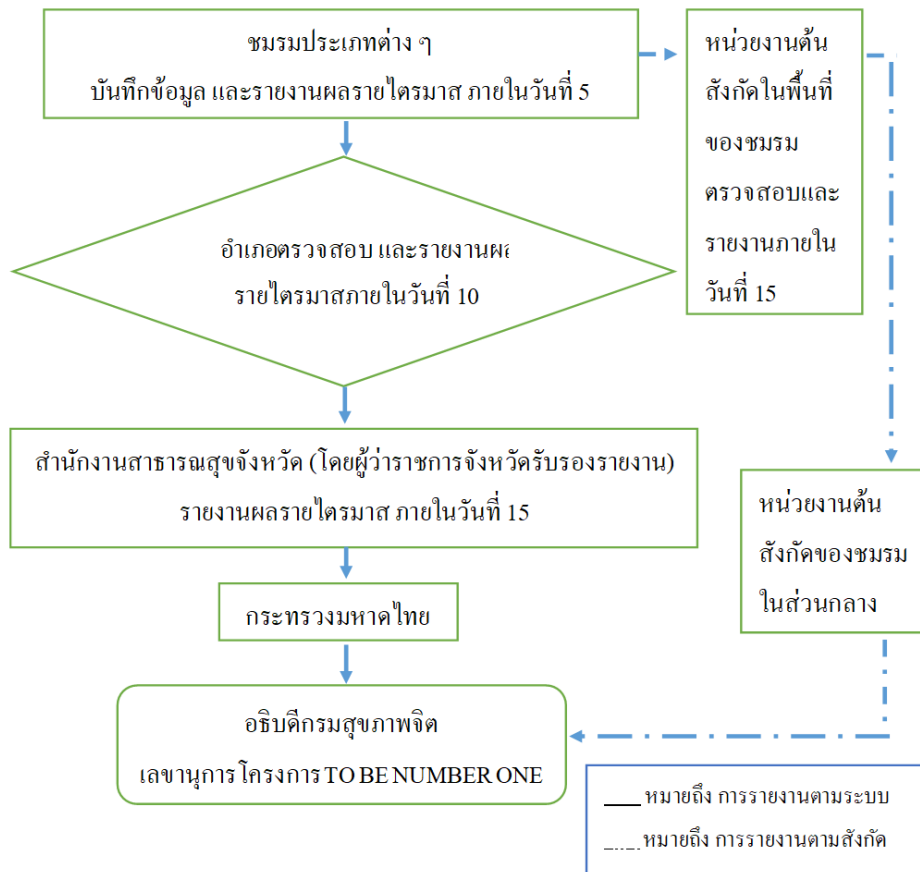 ชมรมประเภทต่าง ๆ
บันทึกข้อมูล และรายงานผลรายไตรมาส ภายในวันที่ 5
หน่วยงานต้น
สังกัดในพื้นที่
ของชมรม
ตรวจสอบและ
รายงานภายใน
วันที่ 15
อำเภอตรวจสอบ และรายงานผล
รายไตรมาสภายในวันที่ 10
สำนักงานสาธารณสุขจังหวัด (โดยผู้ว่าราชการจังหวัดรับรองรายงาน)
รายงานผลรายไตรมาส ภายในวันที่ 15
หน่วยงานต้น
สังกัดของชมรม
ในส่วนกลาง
กระทรวงมหาดไทย
อธิบดีกรมสุขภาพจิต
เลขานุการโครงการ TO BE NUMBER ONE
หมายถึง การรายงานตามระบบ
หมายถึง การรายงานตามสังกัด